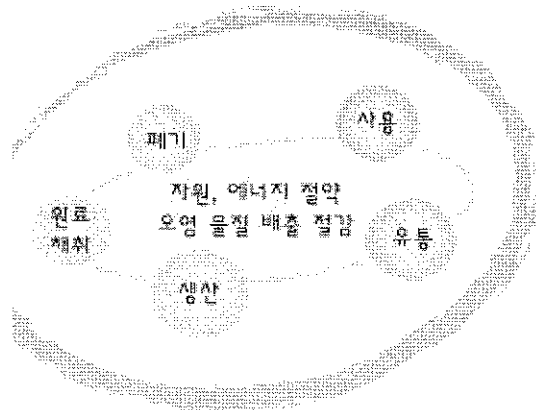 사용
폐기
자원, 에너지 절약
오염 물질 배출 절감
원료
채취
유통
생산